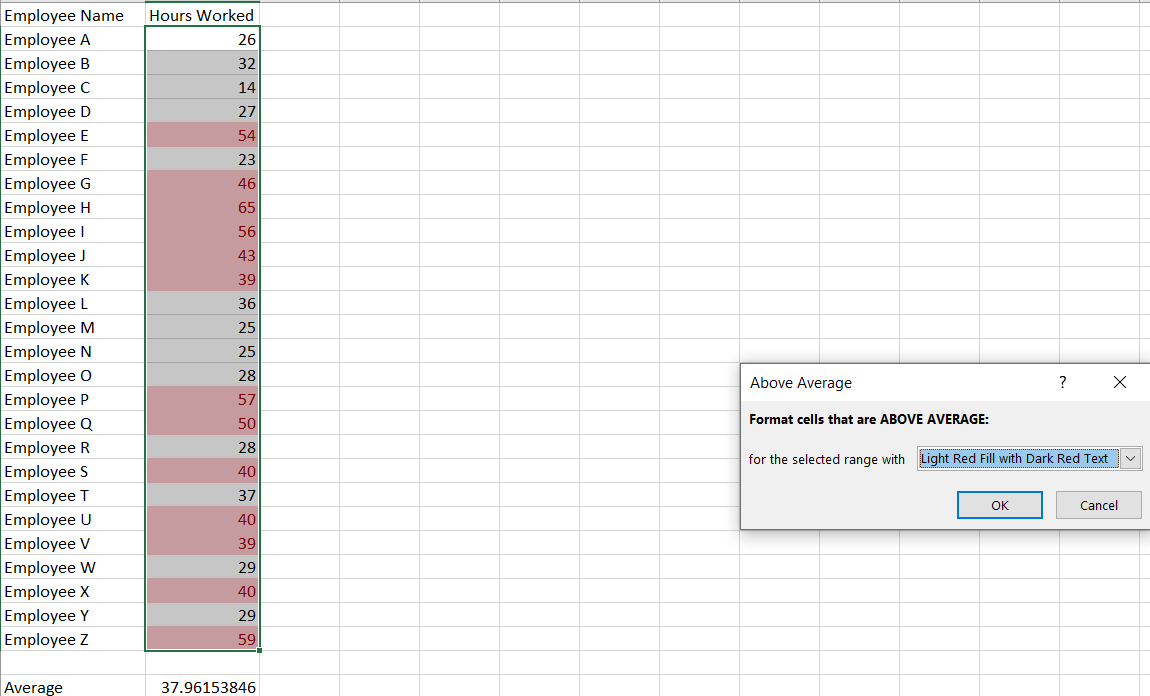 Employee Name Hours Worked
Employee A 26
Employee B 32
Employee C 14
Employee D 27
Employee E 54
Employee F 23
Employee G 46
Employee H 65
Employee I 56
Employee J 43
Employee K 39
Employee L 36
Employee M 25
Employee N 25
Employee O 28
Employee P 57
Employee Q 50
Employee R 28
Employee S 40
Employee T 37
Employee U 40
Employee V 39
Employee W 29
Employee X 40
Employee Y 29
Employee Z 59
Average 37.96153846
Above Average ?
Format cells that are ABOVE AVERAGE:
for the selected range with Light Red Fill with Dark Red Text
OK Cancel